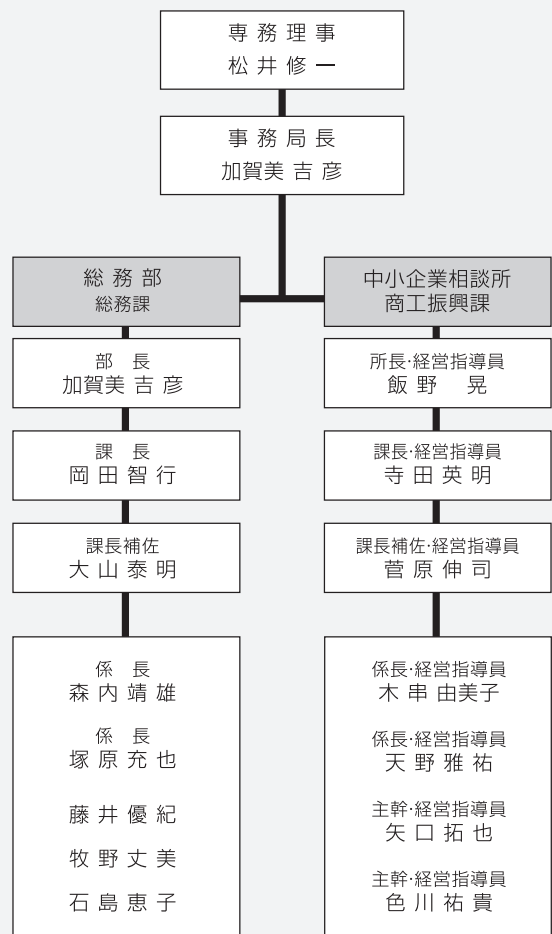 専務理事
松井修一
事務局長
加賀美吉彦
総務部
総務課
部長
加賀美吉彦
課長
岡田智行
課長補佐
大山泰明
係長
森内靖雄
係長
塚原充也
藤井優紀
牧野丈美
石島恵子
中小企業相談所
商工振興課
所長・経営指導員
飯野 晃
課長・経営指導員
寺田英明
課長補佐・経営指導員
菅原伸司
係長・経営指導員
木串由美子
係長・経営指導員
天野雅祐
主幹・経営指導員
矢口拓也
主幹・経営指導員
色川祐貴